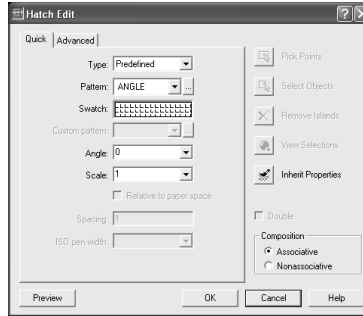 Hatch Edit
Quick Advanced
Type: Predefined
Pattern: ANGLE ...
Swatch:
Custom pattern: ...
Angle: 0
Scale: 1
Relative to paper space
Spacing: 1
ISO pen width:
Pick Points
Select Objects
Remove Islands
View Selections
Inherit Properties
Double
Composition
Associative
Nonassociative
Preview OK Cancel Help